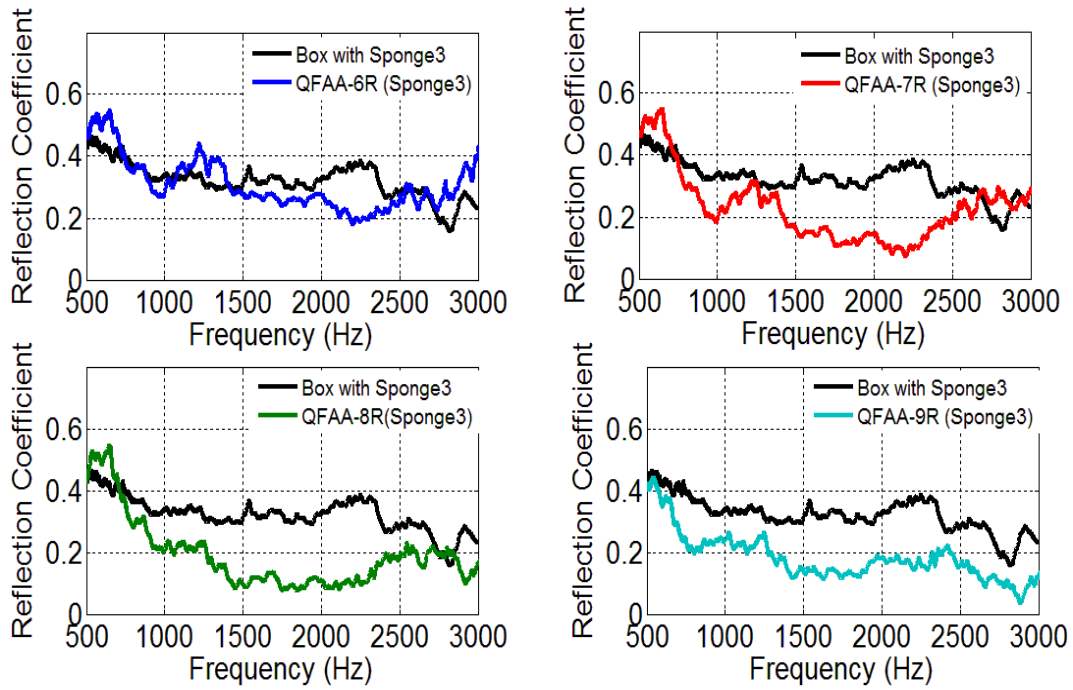 Reflection Coefficient
Box with Sponge3
QFAA-6R (Sponge3)
0.6
0.4
0.2
0
500 1000 1500 2000 2500 3000
Frequency (Hz)
Reflection Coefficient
Box with Sponge3
QFAA-7R (Sponge3)
0.6
0.4
0.2
0
500 1000 1500 2000 2500 3000
Frequency (Hz)
Reflection Coefficient
Box with Sponge3
QFAA-8R(Sponge3)
0.6
0.4
0.2
0
500 1000 1500 2000 2500 3000
Frequency (Hz)
Reflection Coefficient
Box with Sponge3
QFAA-9R (Sponge3)
0.6
0.4
0.2
0
500 1000 1500 2000 2500 3000
Frequency (Hz)